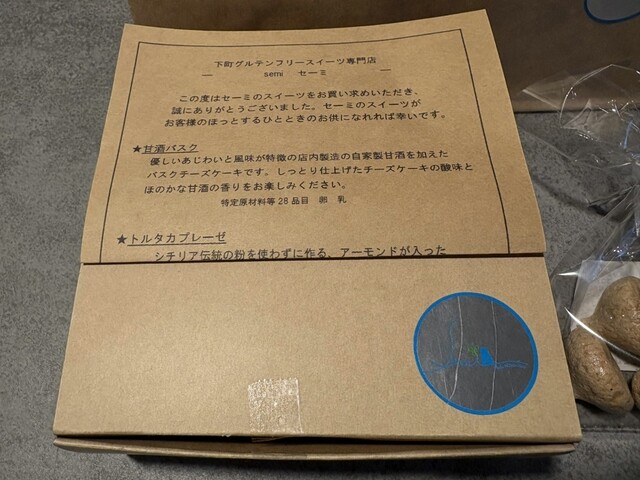 下町グルテンフリースイーツ専門店
semi セーミ
この度はセーミのスイーツをお買い求めいただき、
誠にありがとうございました。セーミのスイーツが
お客様のほっとするひとときのお供になれれば幸いです。
★甘酒バスク
優しいあじわいと風味が特徴の店内製造の自家製甘酒を加えた
バスクチーズケーキです。しっとり仕上げたチーズケーキの酸味と
ほのかな甘酒の香りをお楽しみください。
特定原材料等28品目 卵 乳
★トルタカプレーゼ
シチリア伝統の粉を使わずに作る、アーモンドが入った